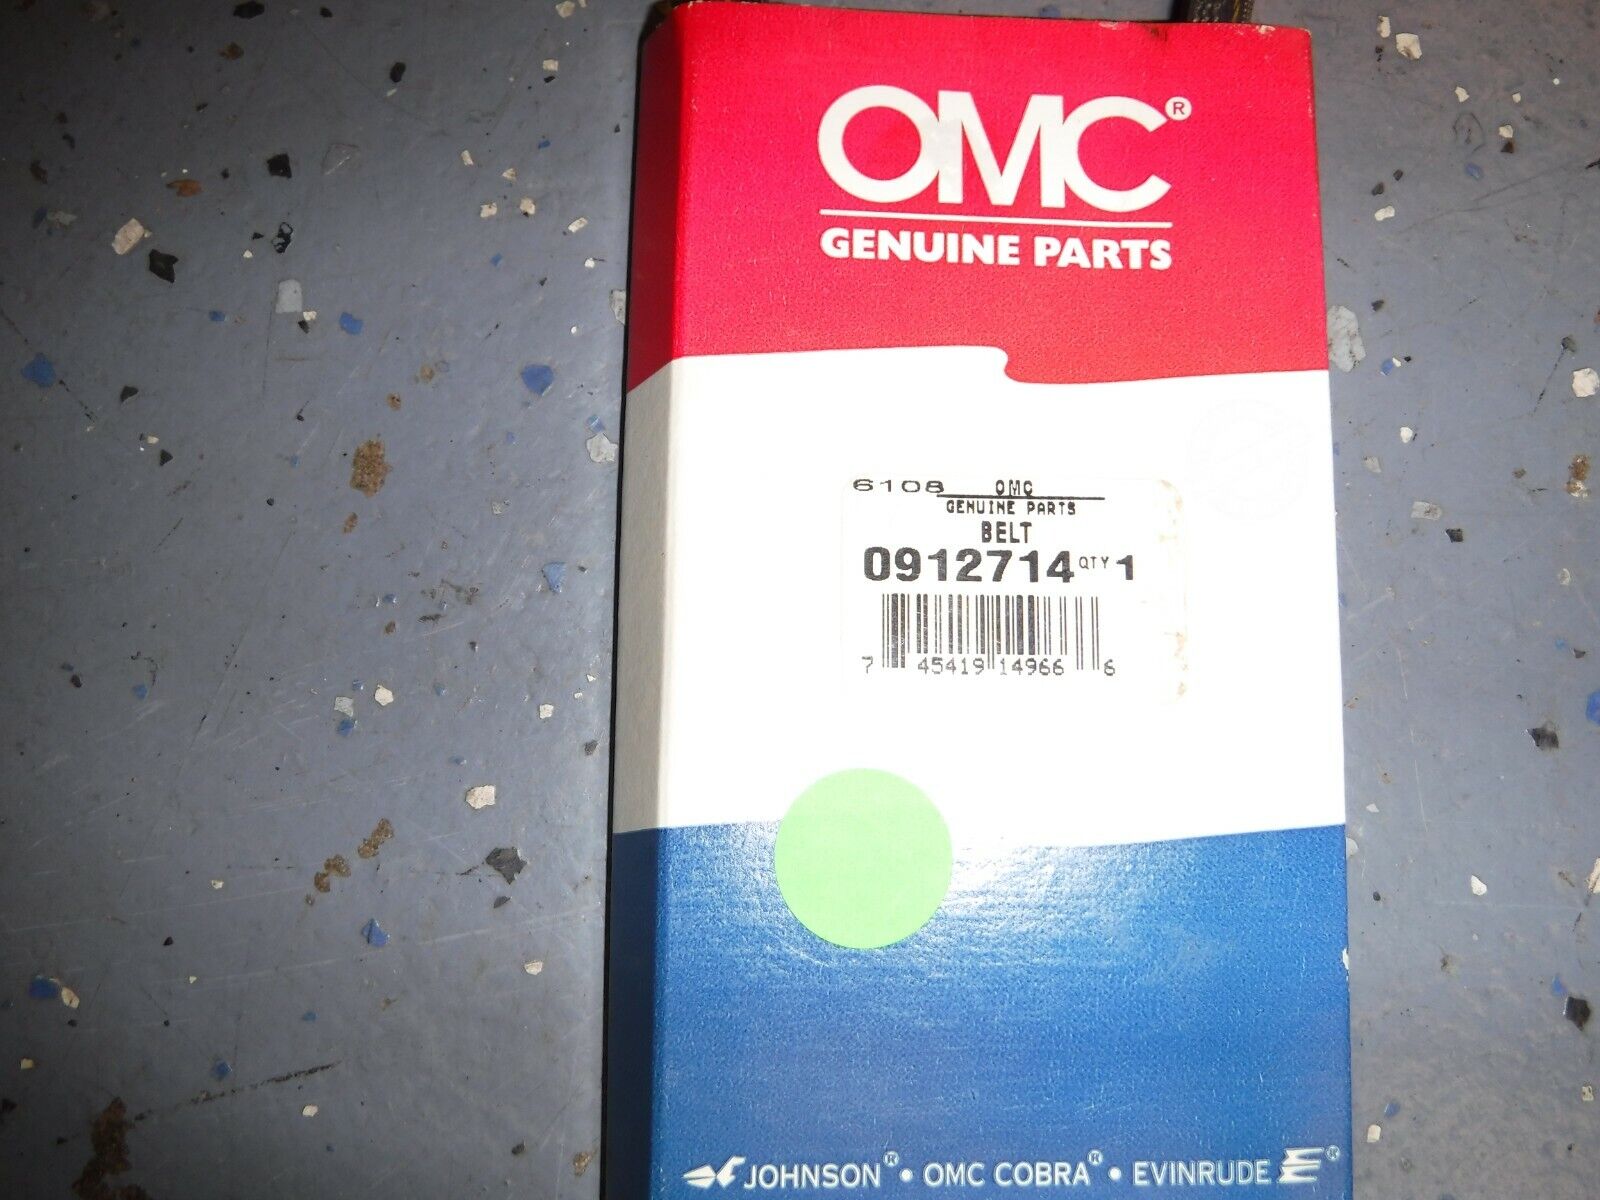 OMC®
GENUINE PARTS
6108 OMC
GENUINE PARTS
BELT
0912714 QTY 1
7 45419 14966 6
JOHNSON® • OMC COBRA® • EVINRUDE ®